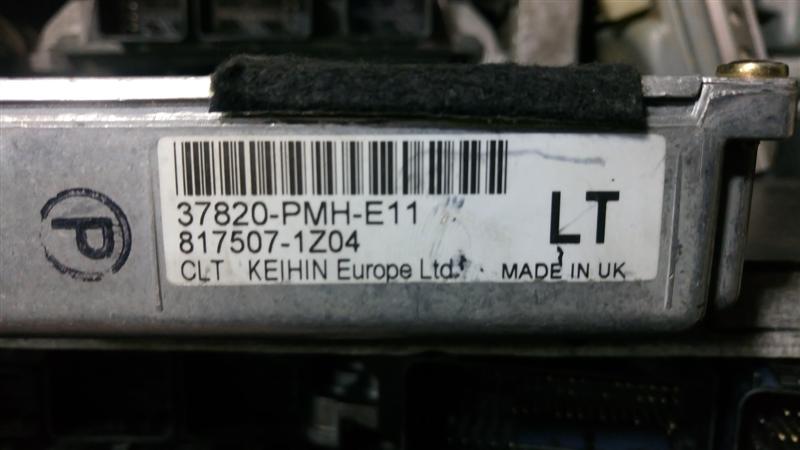 P
37820-PMH-E11
817507-1Z04
LT
CLT KEIHIN Europe Ltd. MADE IN UK